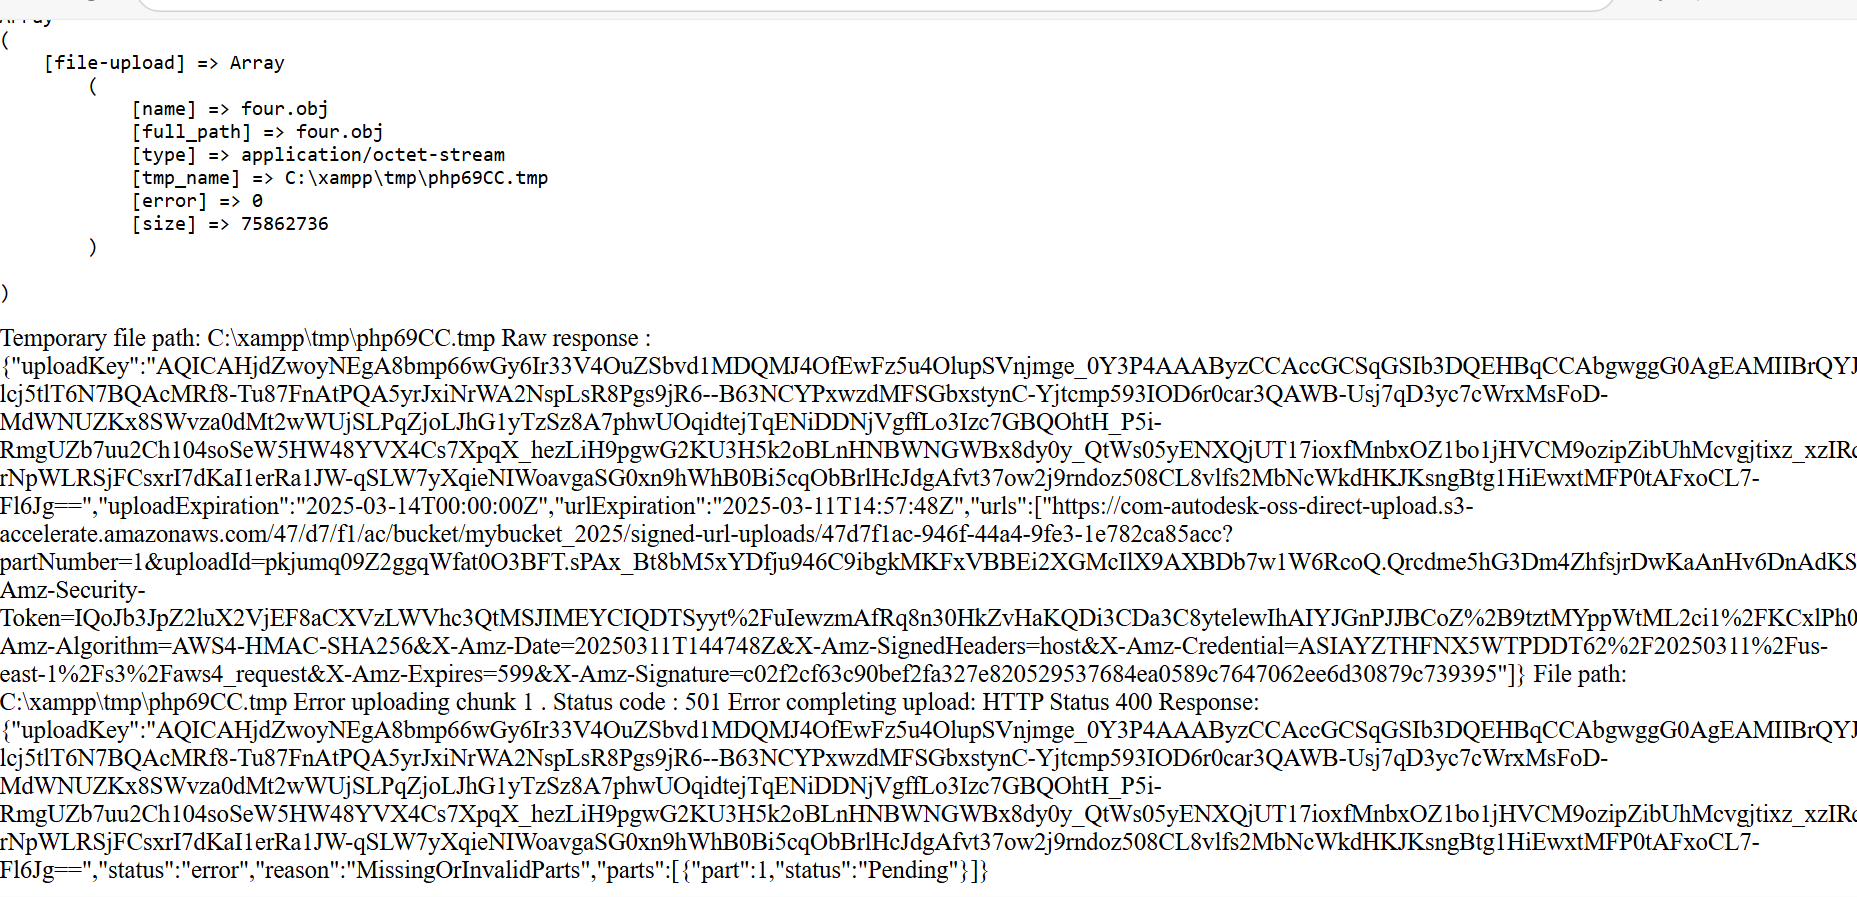 Array
(
    [file-upload] => Array
        (
            [name] => four.obj
            [full_path] => four.obj
            [type] => application/octet-stream
            [tmp_name] => C:\xampp\tmp\php69CC.tmp
            [error] => 0
            [size] => 75862736
        )
)
Temporary file path: C:\xampp\tmp\php69CC.tmp Raw response :
{"uploadKey":"AQICAHjdZwoyNEgA8bmp66wGy6Ir33V4OuZSbvd1MDQMJ4OfEwFz5u4OlupSVnjmge_0Y3P4AAAByzCCAccGCSqGSIb3DQEHBqCCAbgwggG0AgEAMIIBrQYJ
lcj5tlT6N7BQAcMRf8-Tu87FnAtPQA5yrJxiNrWA2NspLsR8Pgs9jR6--B63NCYPxwzdMFSGbxstynC-Yjtcmp593IOD6r0car3QAWB-Usj7qD3yc7cWrxMsFoD-
MdWNUZKx8SWvza0dMt2wWUjSLPqZjoLJhG1yTzSz8A7phwUOqidtejTqENiDDNjVgffLo3Izc7GBQOhtH_P5i-
RmgUZb7uu2Ch104soSeW5HW48YVX4Cs7XpqX_hezLiH9pgwG2KU3H5k2oBLnHNBWNGWBx8dy0y_QtWs05yENXQjUT17ioxfMnbxOZ1bo1jHVCM9ozipZibUhMcvgjtixz_xzIRc
rNpWLRSjFCsxrI7dKaI1erRa1JW-qSLW7yXqieNIWoavgaSG0xn9hWhB0Bi5cqObBrlHcJdgAfvt37ow2j9rndoz508CL8vlfs2MbNcWkdHKJKsngBtg1HiEwxtMFP0tAFxoCL7-
Fl6Jg==","uploadExpiration":"2025-03-14T00:00:00Z","urlExpiration":"2025-03-11T14:57:48Z","urls":["https://com-autodesk-oss-direct-upload.s3-
accelerate.amazonaws.com/47/d7/f1/ac/bucket/mybucket_2025/signed-url-uploads/47d7f1ac-946f-44a4-9fe3-1e782ca85acc?
partNumber=1&uploadId=pkjumq09Z2ggqWfat0O3BFT.sPAx_Bt8bM5xYDfju946C9ibgkMKFxVBBEi2XGMcIlX9AXBDb7w1W6RcoQ.Qrcdme5hG3Dm4ZhfsjrDwKaAnHv6DnAdKS
Amz-Security-
Token=IQoJb3JpZ2luX2VjEF8aCXVzLWVhc3QtMSJIMEYCIQDTSyyt%2FuIewzmAfRq8n30HkZvHaKQDi3CDa3C8ytelewIhAIYJGnPJJBCoZ%2B9tztMYppWtML2ci1%2FKCxlPh0
Amz-Algorithm=AWS4-HMAC-SHA256&X-Amz-Date=20250311T144748Z&X-Amz-SignedHeaders=host&X-Amz-Credential=ASIAYZTHFNX5WTPDDT62%2F20250311%2Fus-
east-1%2Fs3%2Faws4_request&X-Amz-Expires=599&X-Amz-Signature=c02f2cf63c90bef2fa327e820529537684ea0589c7647062ee6d30879c739395"]} File path:
C:\xampp\tmp\php69CC.tmp Error uploading chunk 1 . Status code : 501 Error completing upload: HTTP Status 400 Response:
{"uploadKey":"AQICAHjdZwoyNEgA8bmp66wGy6Ir33V4OuZSbvd1MDQMJ4OfEwFz5u4OlupSVnjmge_0Y3P4AAAByzCCAccGCSqGSIb3DQEHBqCCAbgwggG0AgEAMIIBrQYJ
lcj5tlT6N7BQAcMRf8-Tu87FnAtPQA5yrJxiNrWA2NspLsR8Pgs9jR6--B63NCYPxwzdMFSGbxstynC-Yjtcmp593IOD6r0car3QAWB-Usj7qD3yc7cWrxMsFoD-
MdWNUZKx8SWvza0dMt2wWUjSLPqZjoLJhG1yTzSz8A7phwUOqidtejTqENiDDNjVgffLo3Izc7GBQOhtH_P5i-
RmgUZb7uu2Ch104soSeW5HW48YVX4Cs7XpqX_hezLiH9pgwG2KU3H5k2oBLnHNBWNGWBx8dy0y_QtWs05yENXQjUT17ioxfMnbxOZ1bo1jHVCM9ozipZibUhMcvgjtixz_xzIRc
rNpWLRSjFCsxrI7dKaI1erRa1JW-qSLW7yXqieNIWoavgaSG0xn9hWhB0Bi5cqObBrlHcJdgAfvt37ow2j9rndoz508CL8vlfs2MbNcWkdHKJKsngBtg1HiEwxtMFP0tAFxoCL7-
Fl6Jg==","status":"error","reason":"MissingOrInvalidParts","parts":[{"part":1,"status":"Pending"}]}